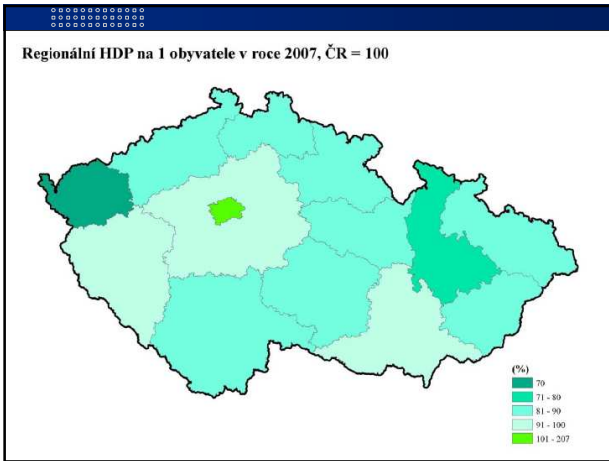 Regionální HDP na 1 obyvatele v roce 2007, ČR = 100
(%)
70
71 - 80
81 - 90
91 - 100
101 - 207